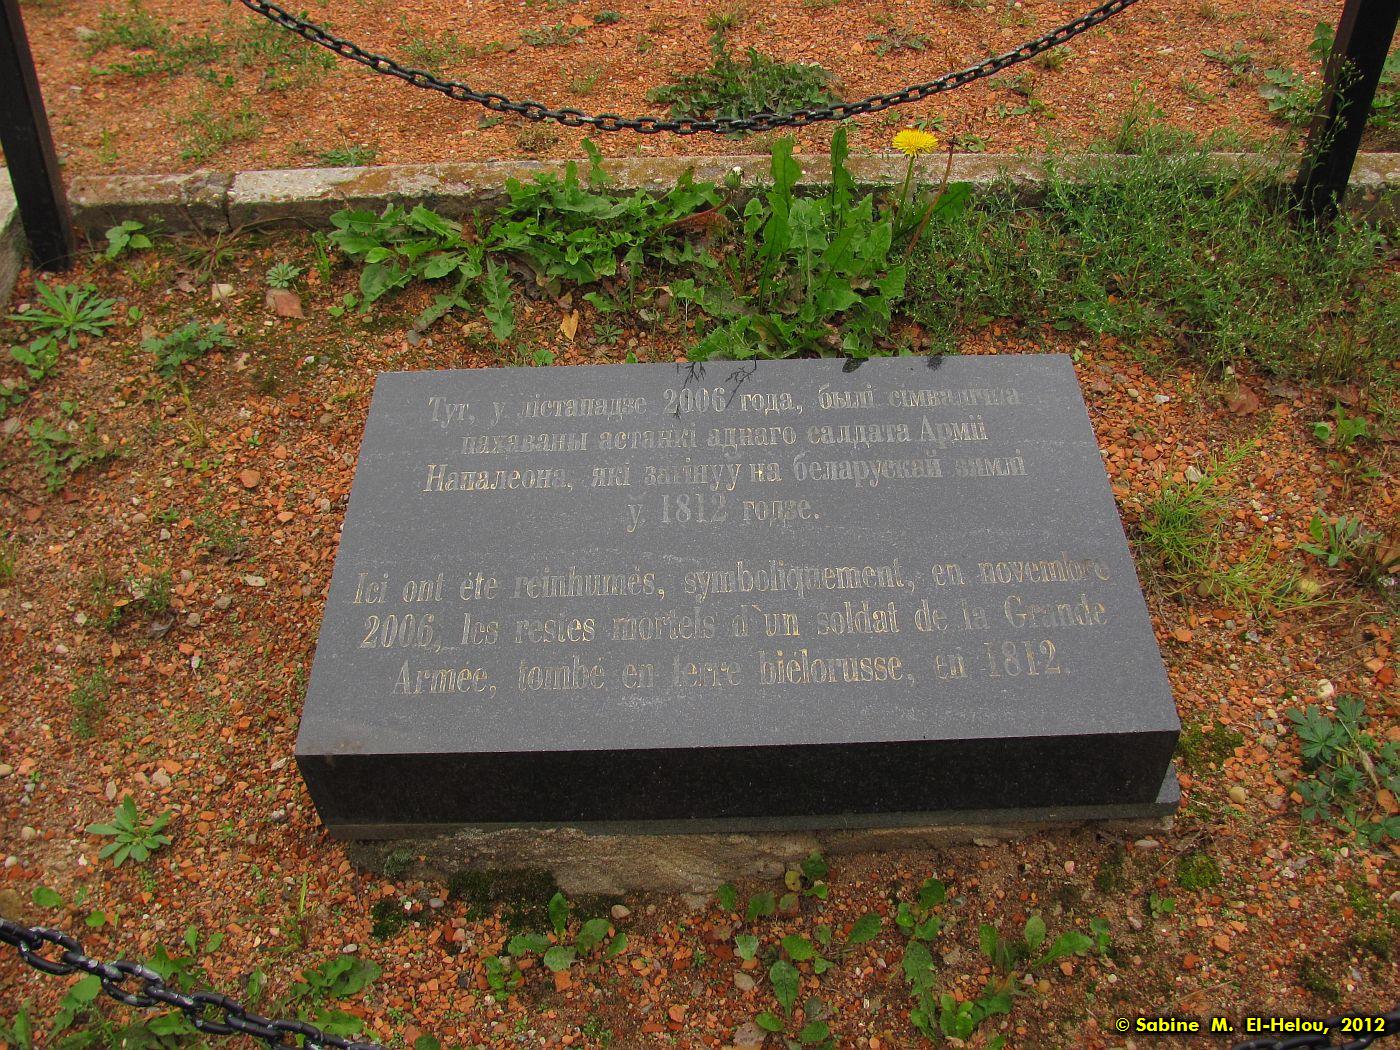 Тут, у лістападзе 2006 года, былі сімвалічна
пахаваны астанкі аднаго салдата Арміі
Напалеона, які загінуу на беларускай зямлі
ў 1812 годзе.
Ici ont été reinhumés, symboliquement, en novembre
2006, les restes mortels d'un soldat de la Grande
Armée, tombé en terre biélorusse, en 1812.
© Sabine M. El-Helou, 2012